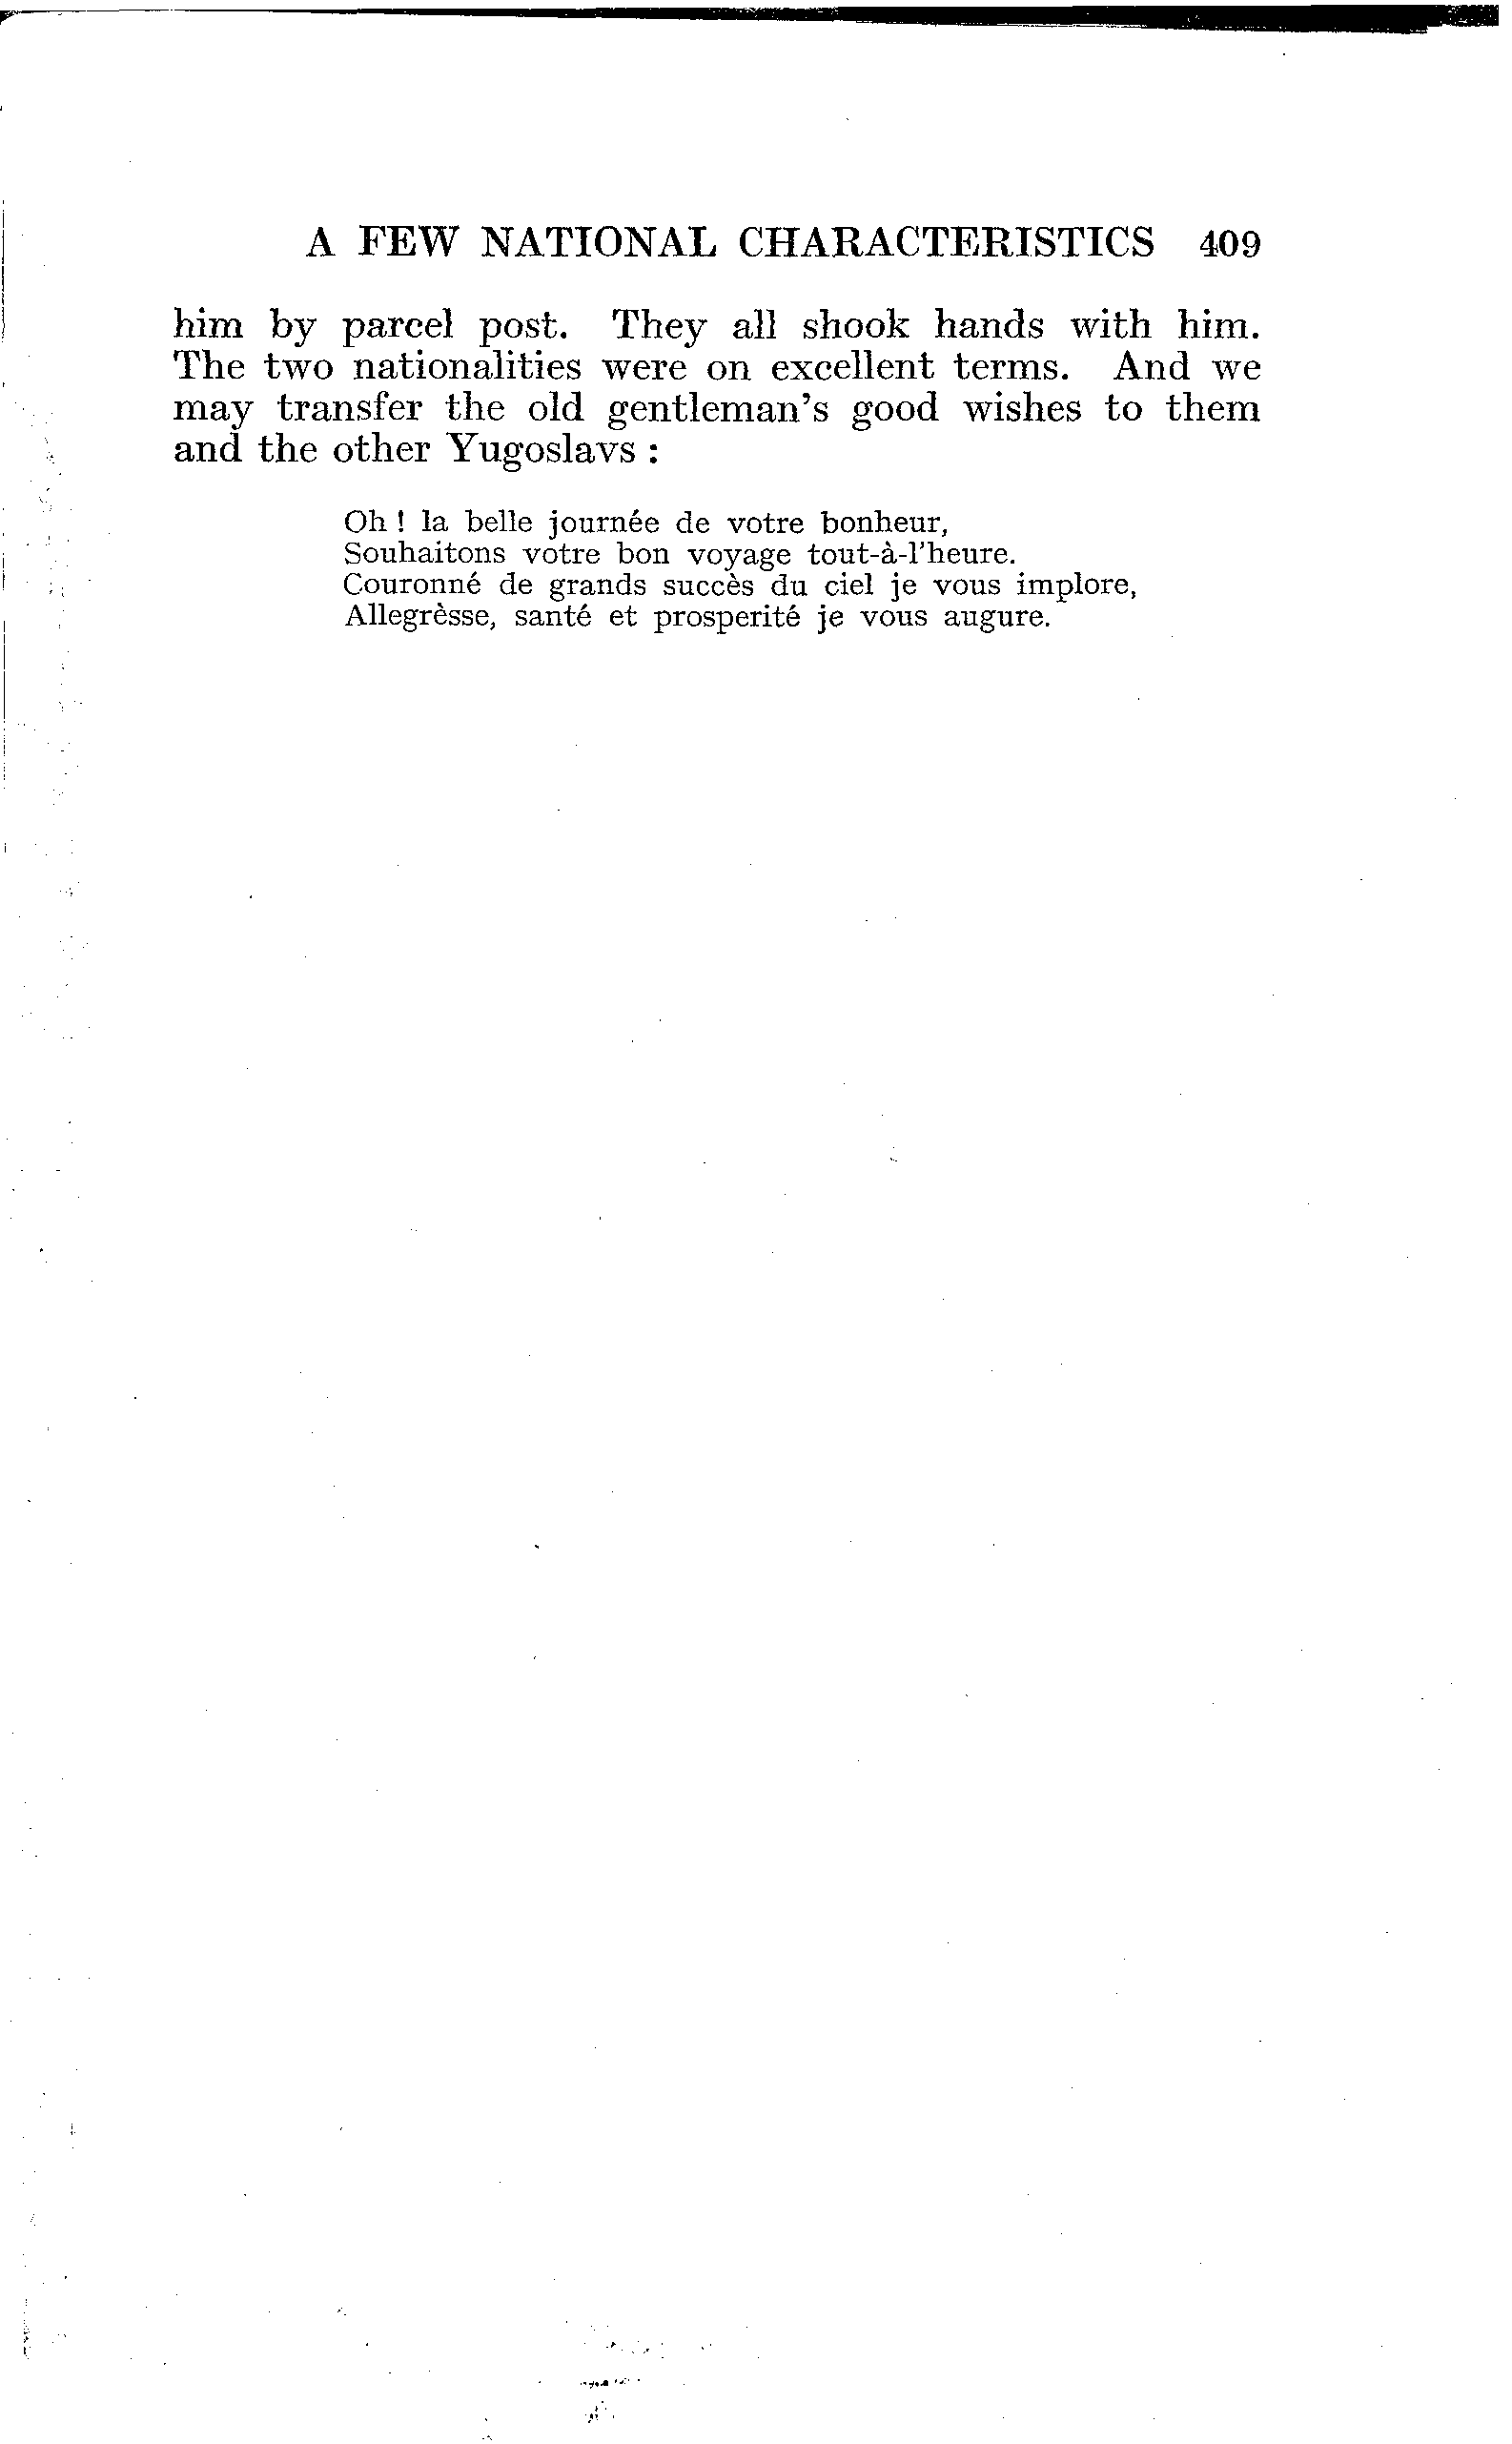 A FEW NATIONAL CHARACTERISTICS 409
him by parcel post. They all shook hands with him.
The two nationalities were on excellent terms. And we
may transfer the old gentleman's good wishes to them
and the other Yugoslavs :
Oh ! la belle journée de votre bonheur,
Souhaitons votre bon voyage tout-à-l'heure.
Couronné de grands succès du ciel je vous implore,
Allegrèsse, santé et prosperité je vous augure.